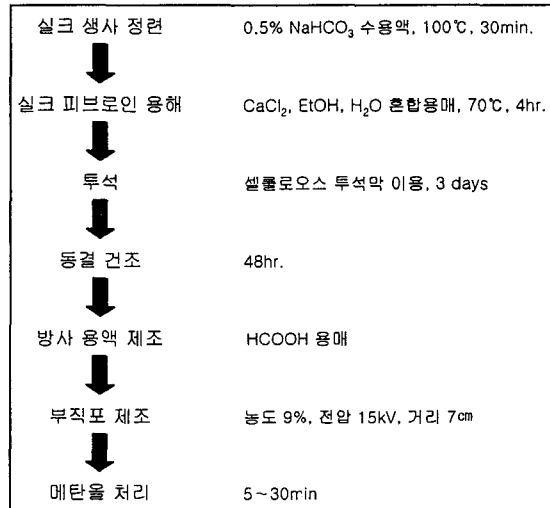 실크 생사 정련 0.5% NaHCO₃ 수용액, 100℃, 30min.
실크 피브로인 용해 CaCl₂, EtOH, H₂O 혼합용매, 70℃, 4hr.
투석 셀룰로오스 투석막 이용, 3 days
동결 건조 48hr.
방사 용액 제조 HCOOH 용매
부직포 제조 농도 9%, 전압 15kV, 거리 7㎝
메탄올 처리 5~30min